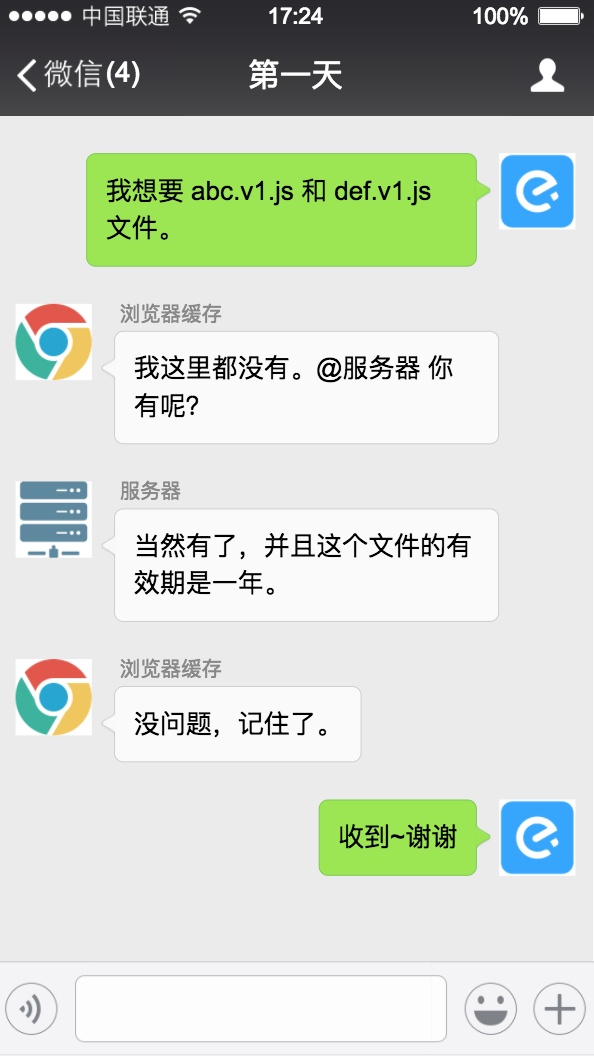 中国联通 17:24 100%
微信(4) 第一天
我想要 abc.v1.js 和 def.v1.js
文件。
浏览器缓存
我这里都没有。@服务器 你
有呢?
服务器
当然有了，并且这个文件的有
效期是一年。
浏览器缓存
没问题，记住了。
收到~谢谢